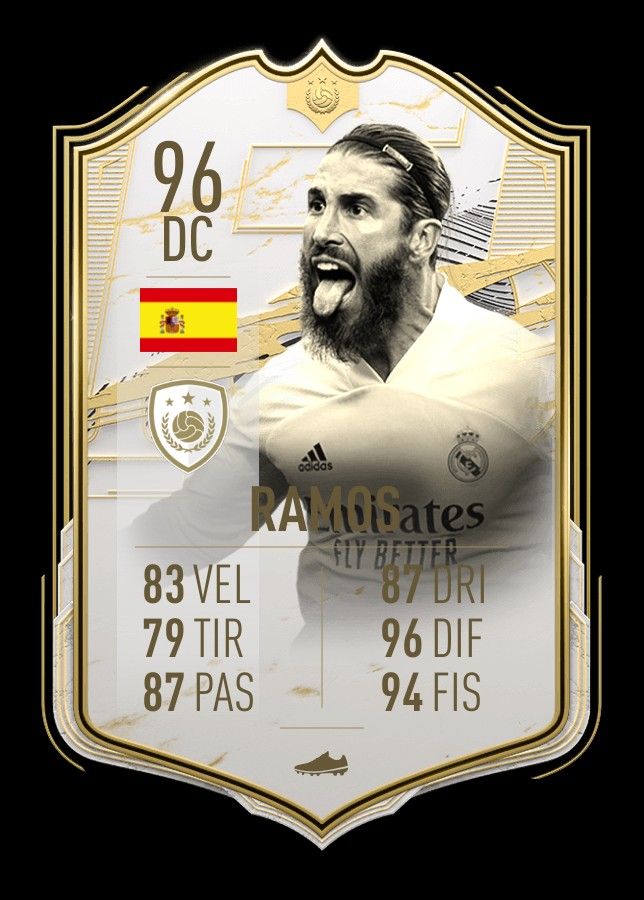 96
DC
adidas
RAMOS
Emirates
FLY BETTER
83 VEL
87 DRI
79 TIR
96 DIF
87 PAS
94 FIS